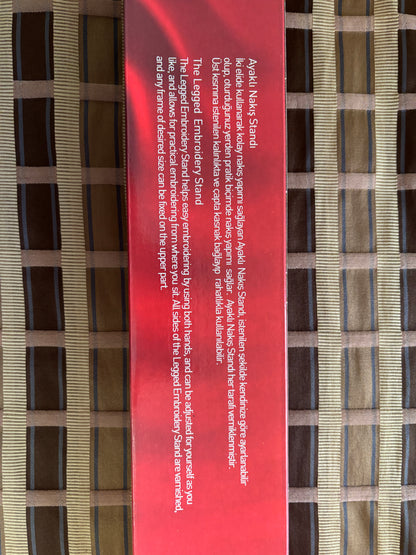 Ayaklı Nakış Standı
İki elide kullanarak kolay nakış yapımı sağlayan Ayaklı Nakış Standı, istenilen şekilde kendinize göre ayarlanabilir
olup, oturduğunuz yerden pratik biçimde nakış yapımı sağlar. Ayaklı Nakış Standı her tarafı verniklenmiştir.
Üst kısmına istenilen kalınlıkta ve çapta kasnak bağlayıp rahatlıkla kullanılabilir.
The Legged Embroidery Stand
The Legged Embroidery Stand helps easy embroidering by using both hands, and can be adjusted for yourself as you
like, and allows for practical embroidering from where you sit. All sides of the Legged Embroidery Stand are varnished,
and any frame of desired size can be fixed on the upper part.